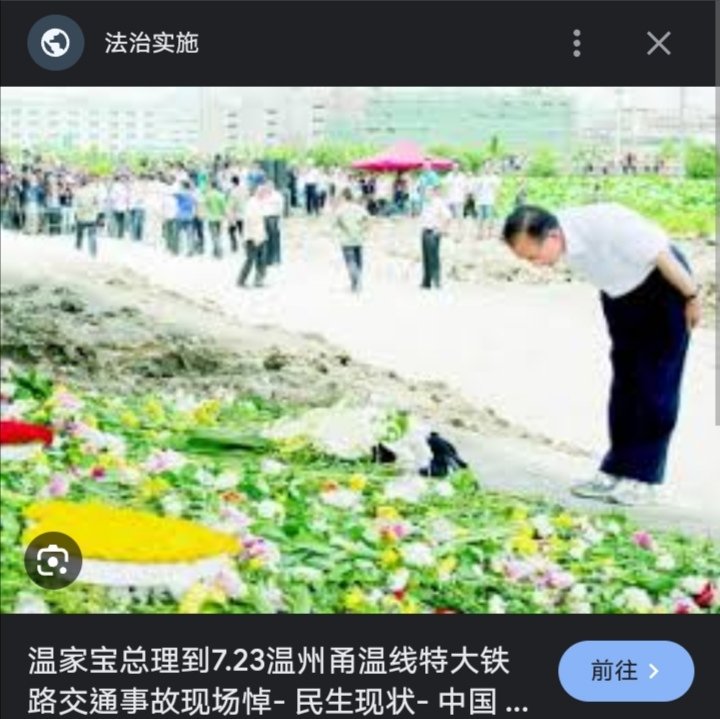 法治实施
温家宝总理到7.23温州甬温线特大铁
路交通事故现场悼- 民生现状- 中国 ...
前往